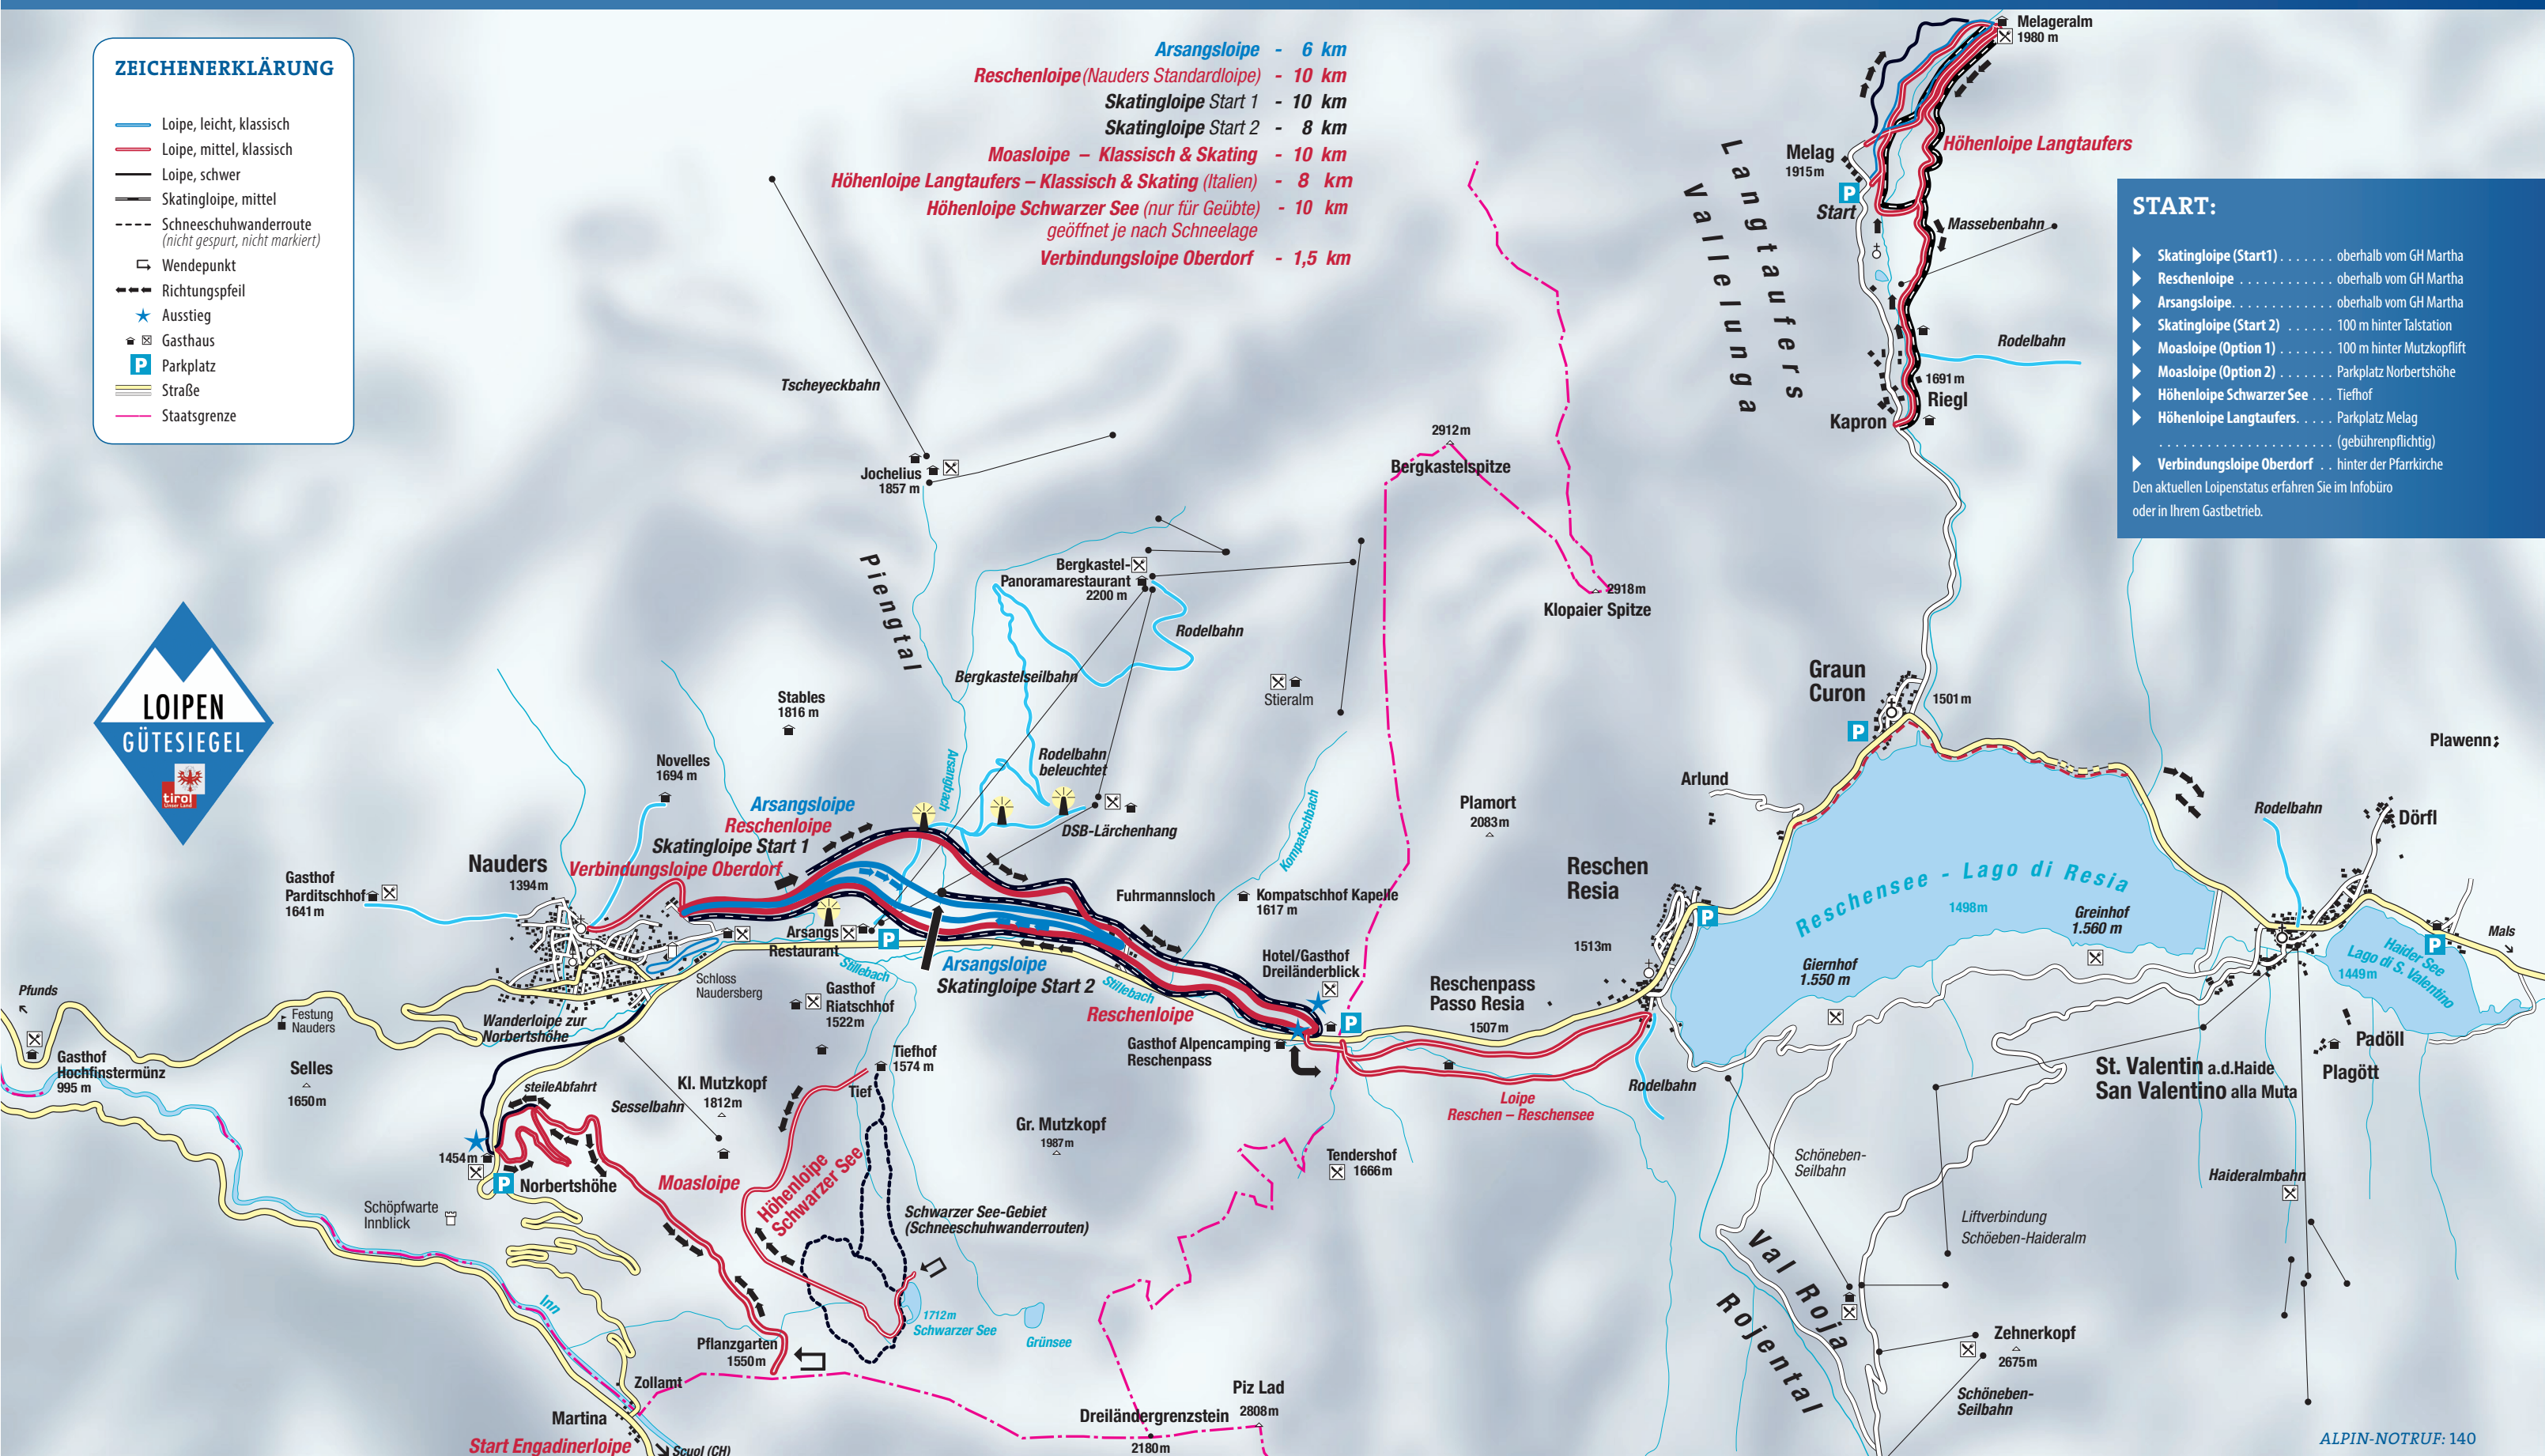 ZEICHENERKLÄRUNG
Loipe, leicht, klassisch
Loipe, mittel, klassisch
Loipe, schwer
Skatingloipe, mittel
Schneeschuhwanderroute
(nicht gespurt, nicht markiert)
Wendepunkt
Richtungspfeil
Ausstieg
Gasthaus
P Parkplatz
Straße
Staatsgrenze
Arsangsloipe - 6 km
Reschenloipe (Nauders Standardloipe) - 10 km
Skatingloipe Start 1 - 10 km
Skatingloipe Start 2 - 8 km
Moasloipe – Klassisch & Skating - 10 km
Höhenloipe Langtaufers – Klassisch & Skating (Italien) - 8 km
Höhenloipe Schwarzer See (nur für Geübte) - 10 km
geöffnet je nach Schneelage
Verbindungsloipe Oberdorf - 1,5 km
Melageralm
1980 m
Höhenloipe Langtaufers
Melag
1915m
P
Start
Massebenbahn
Langtaufers
Vallelunga
Rodelbahn
1691m
Riegl
Kapron
START:
Skatingloipe (Start1) . . . . . . . oberhalb vom GH Martha
Reschenloipe . . . . . . . . . . . . oberhalb vom GH Martha
Arsangsloipe. . . . . . . . . . . . . oberhalb vom GH Martha
Skatingloipe (Start 2) . . . . . . 100 m hinter Talstation
Moasloipe (Option 1) . . . . . . . 100 m hinter Mutzkopflift
Moasloipe (Option 2) . . . . . . . Parkplatz Norbertshöhe
Höhenloipe Schwarzer See . . . Tiefhof
Höhenloipe Langtaufers. . . . . Parkplatz Melag
. . . . . . . . . . . . . . . . . . . . . . (gebührenpflichtig)
Verbindungsloipe Oberdorf . . hinter der Pfarrkirche
Den aktuellen Loipenstatus erfahren Sie im Infobüro
oder in Ihrem Gastbetrieb.
Tscheyeckbahn
Jochelius
1857 m
2912m
Bergkastelspitze
2918m
Klopaier Spitze
Piengtal
Bergkastel-
Panoramarestaurant
2200 m
Rodelbahn
Bergkastelseilbahn
Stieralm
LOIPEN
GÜTESIEGEL
tirol
Unser Land
Stables
1816 m
Novelles
1694 m
Arsangbach
Rodelbahn
beleuchtet
DSB-Lärchenhang
Kompatschbach
Plamort
2083m
Graun
Curon
1501m
P
Arlund
Plawenn
Rodelbahn
Dörfl
Arsangsloipe
Reschenloipe
Skatingloipe Start 1
Verbindungsloipe Oberdorf
Nauders
1394m
Gasthof
Parditschhof
1641 m
Fuhrmannsloch
Kompatschhof Kapelle
1617 m
Reschen
Resia
P
1513m
Reschensee - Lago di Resia
1498m
Greinhof
1.560 m
Giernhof
1.550 m
Mals
P
Haider See
Lago di S. Valentino
1449m
Arsangs
Restaurant
P
Stillebach
Arsangsloipe
Skatingloipe Start 2
Stillebach
Reschenloipe
Hotel/Gasthof
Dreiländerblick
P
Gasthof Alpencamping
Reschenpass
Reschenpass
Passo Resia
1507m
Loipe
Reschen – Reschensee
Rodelbahn
Schloss
Naudersberg
Gasthof
Riatschhof
1522m
Pfunds
Gasthof
Hochfinstermünz
995 m
Festung
Nauders
Selles
1650m
Wanderloipe zur
Norbertshöhe
steileAbfahrt
Sesselbahn
Kl. Mutzkopf
1812m
Tiefhof
1574 m
Tief
Gr. Mutzkopf
1987m
Tendershof
1666m
St. Valentin a.d.Haide
San Valentino alla Muta
Padöll
Plagött
1454m
P
Norbertshöhe
Moasloipe
Höhenloipe
Schwarzer See
Schwarzer See-Gebiet
(Schneeschuhwanderrouten)
Schöpfwarte
Innblick
Inn
1712m
Schwarzer See
Grünsee
Pflanzgarten
1550m
Zollamt
Martina
Start Engadinerloipe
Scuol (CH)
Dreiländergrenzstein
2180m
Piz Lad
2808m
Schöneben-
Seilbahn
Haideralmbahn
Liftverbindung
Schöeben-Haideralm
Val Roja
Rojental
Zehnerkopf
2675m
Schöneben-
Seilbahn
ALPIN-NOTRUF: 140